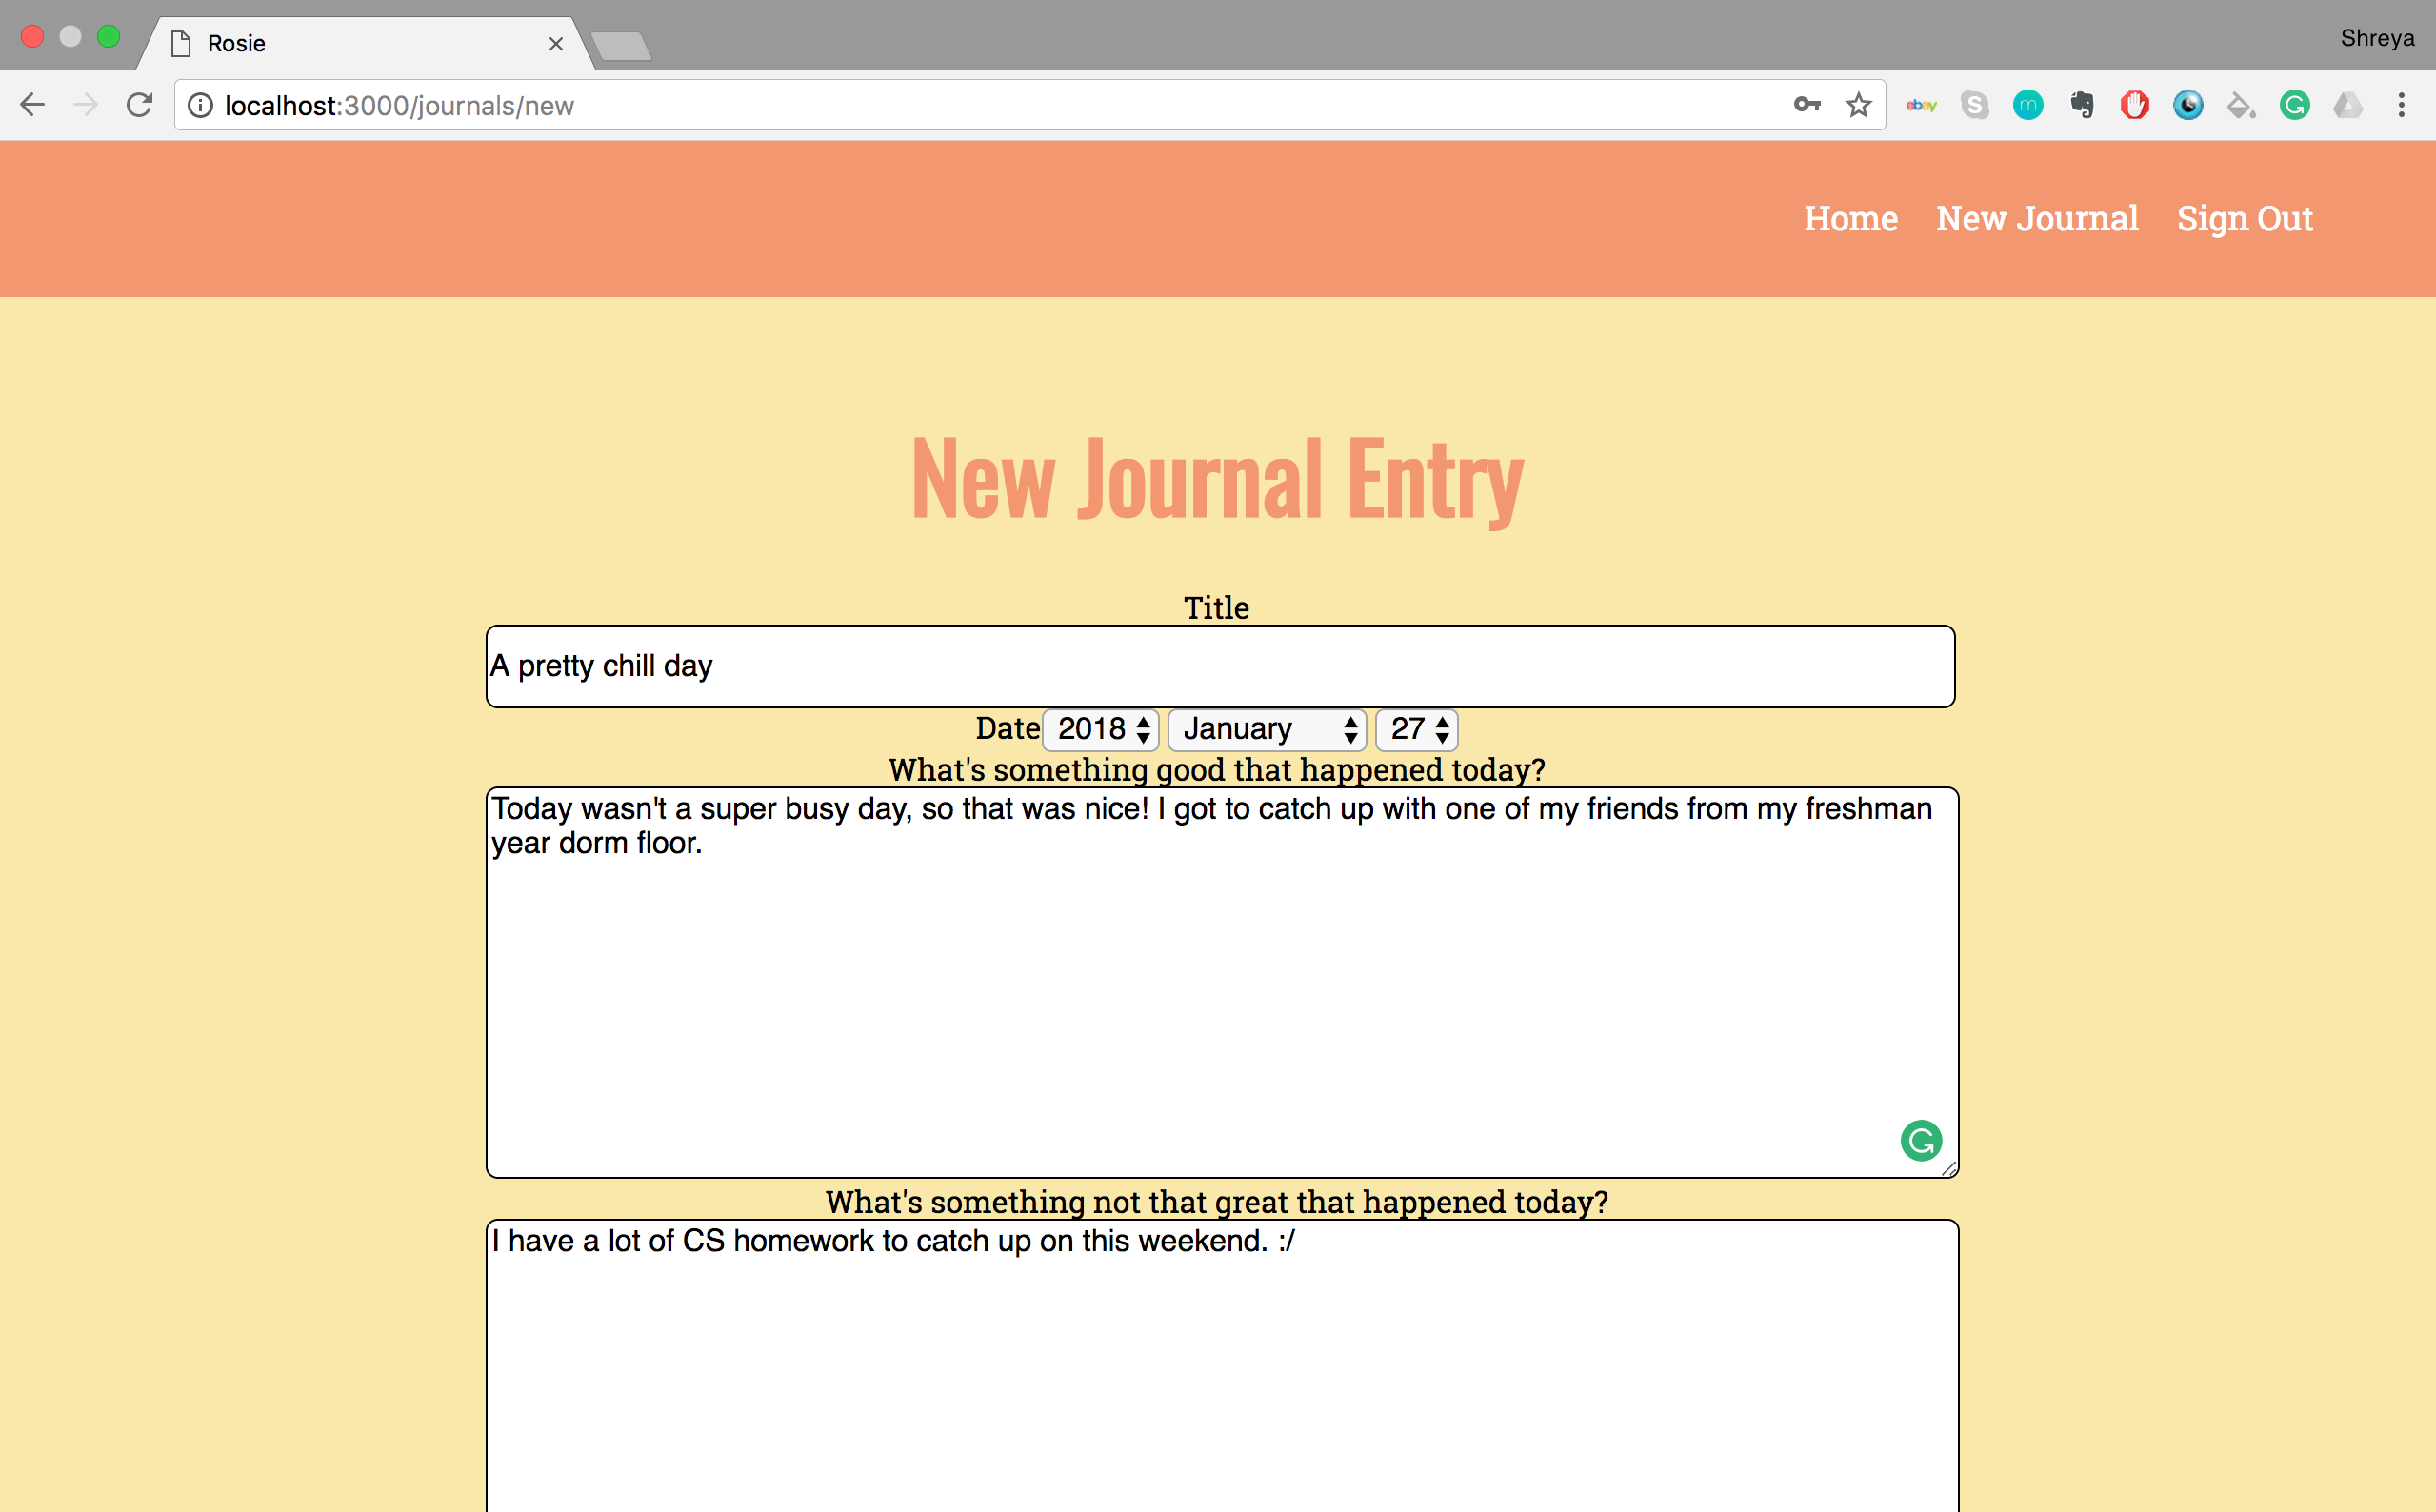 Rosie
Shreya
localhost:3000/journals/new
ebay
S
m
G
Home New Journal Sign Out
New Journal Entry
Title
A pretty chill day
Date 2018 January 27
What's something good that happened today?
Today wasn't a super busy day, so that was nice! I got to catch up with one of my friends from my freshman
year dorm floor.
G
What's something not that great that happened today?
I have a lot of CS homework to catch up on this weekend. :/